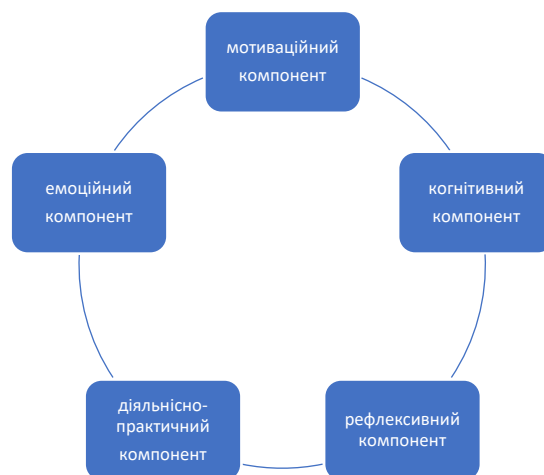 мотиваційний
компонент
емоційний
компонент
когнітивний
компонент
діяльнісно-
практичний
компонент
рефлексивний
компонент